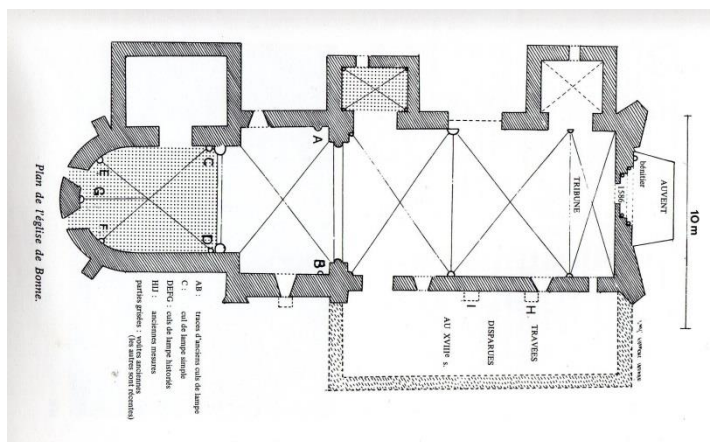 Plan de l'église de Bonne.
A
B
C
D
E
F
G
H
I
TRIBUNE
1586
bénitier
AUVENT
10 m
TRAVÉES
DISPARUES
AU XVIIIe s.
AB : traces d'anciens culs de lampe
C : cul de lampe simple
DEFG : culs de lampe historiés
HIJ : anciennes mesures
parties grisées : voûtes anciennes
(les autres sont récentes)